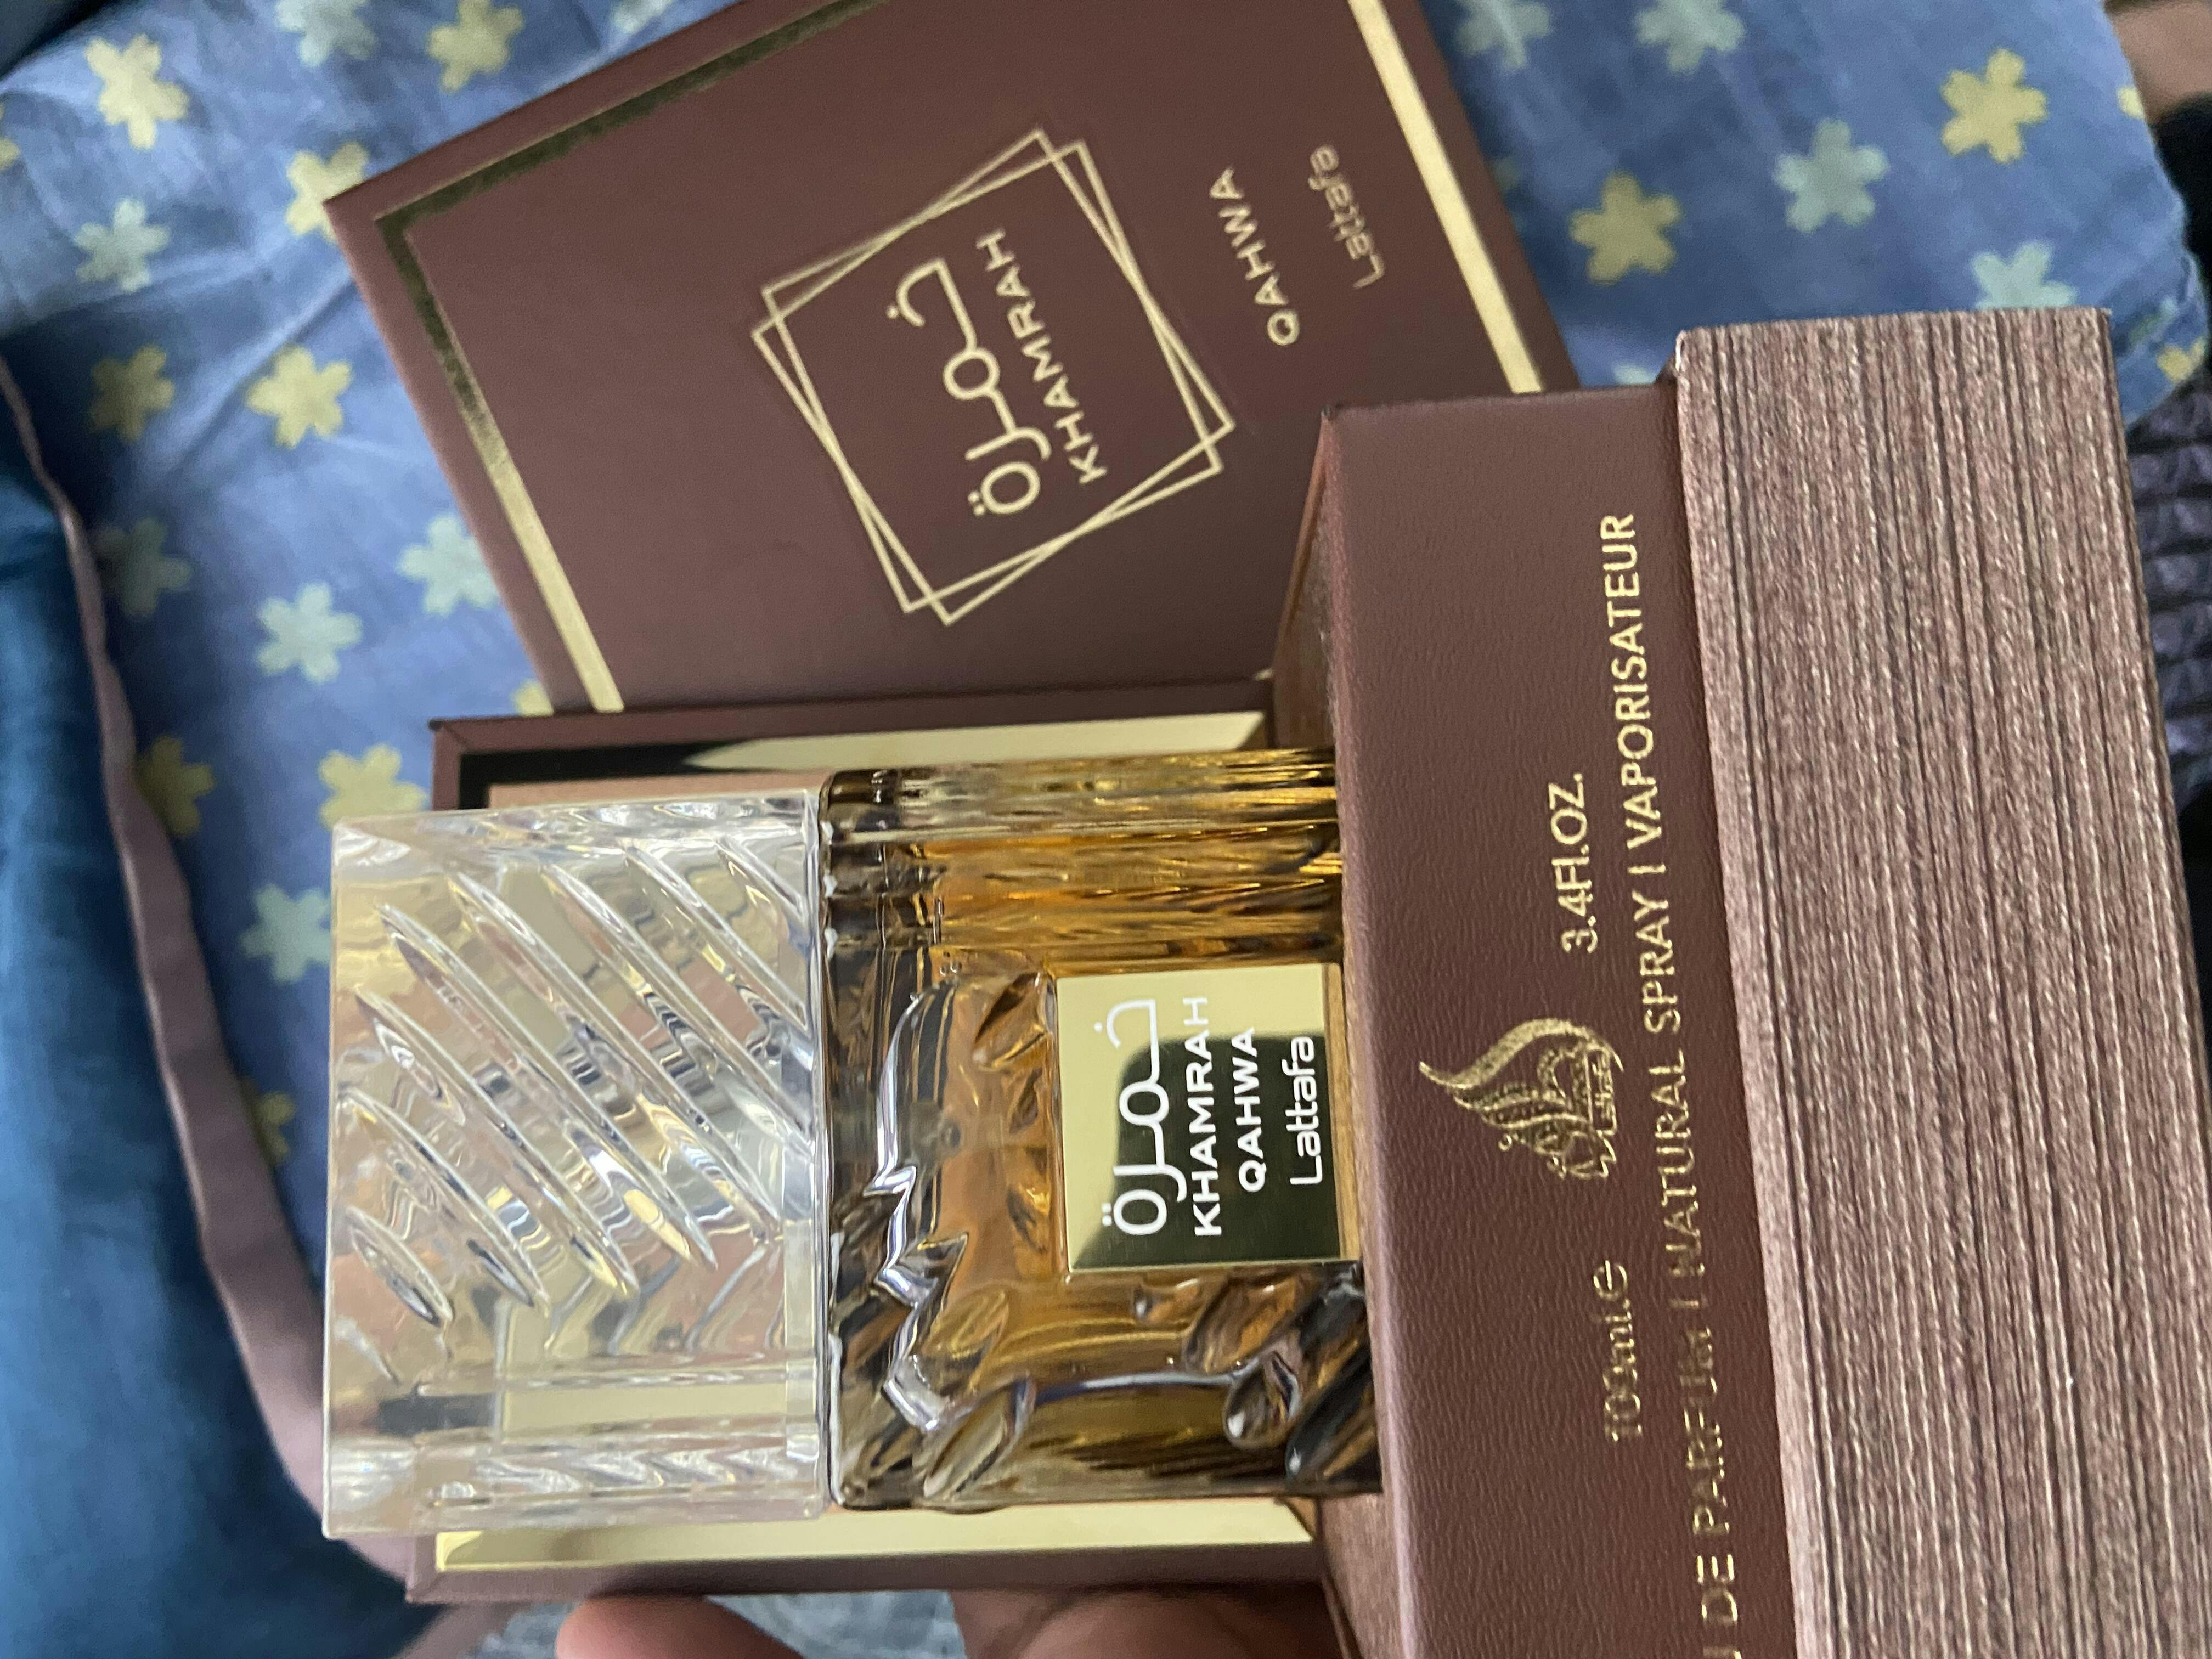 خمرة
KHAMRAH
QAHWA
Lattafa
خمرة
KHAMRAH
QAHWA
Lattafa
100ml.e 3.4Fl.OZ.
U DE PARFUM | NATURAL SPRAY | VAPORISATEUR